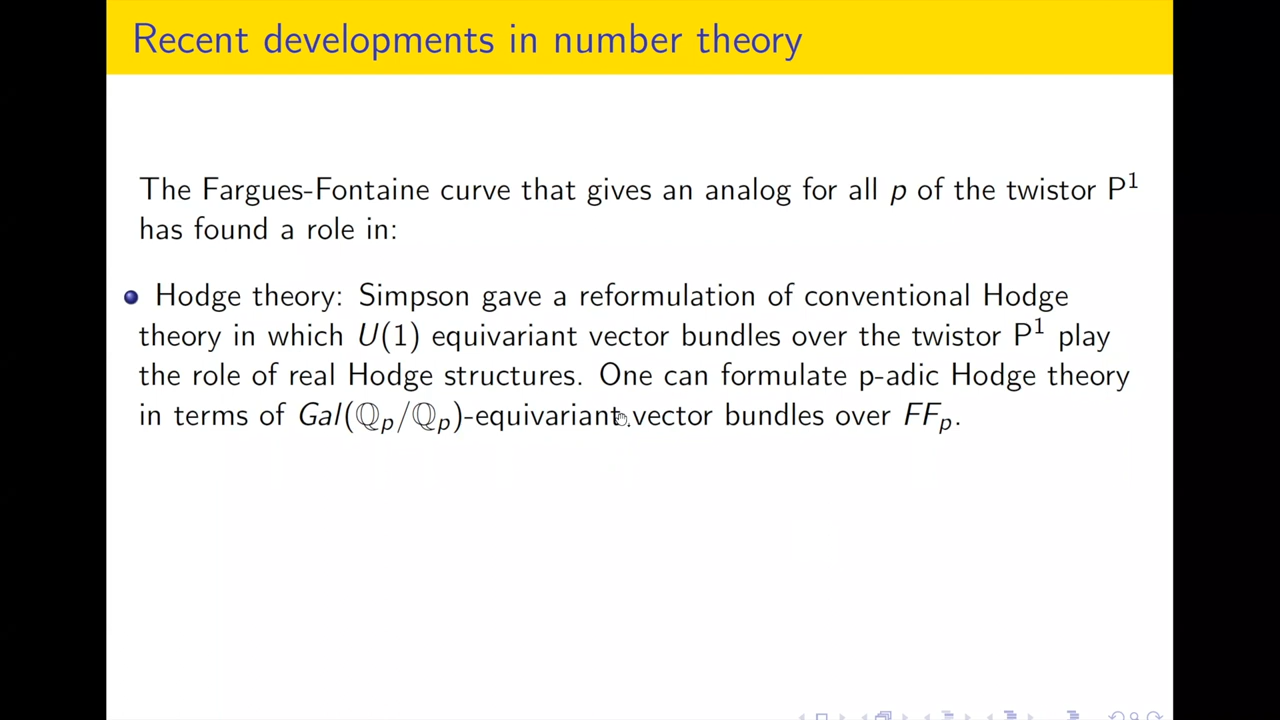 Recent developments in number theory
The Fargues-Fontaine curve that gives an analog for all p of the twistor P¹
has found a role in:
Hodge theory: Simpson gave a reformulation of conventional Hodge
theory in which U(1) equivariant vector bundles over the twistor P¹ play
the role of real Hodge structures. One can formulate p-adic Hodge theory
in terms of Gal(ℚₚ/ℚₚ)-equivariant vector bundles over FFₚ.